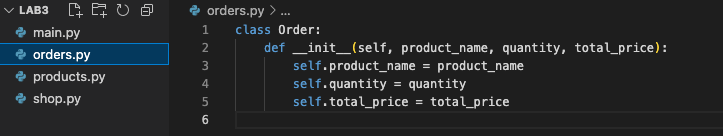 LAB3
main.py
orders.py
products.py
shop.py
orders.py > ...
1 class Order:
2     def __init__(self, product_name, quantity, total_price):
3         self.product_name = product_name
4         self.quantity = quantity
5         self.total_price = total_price
6